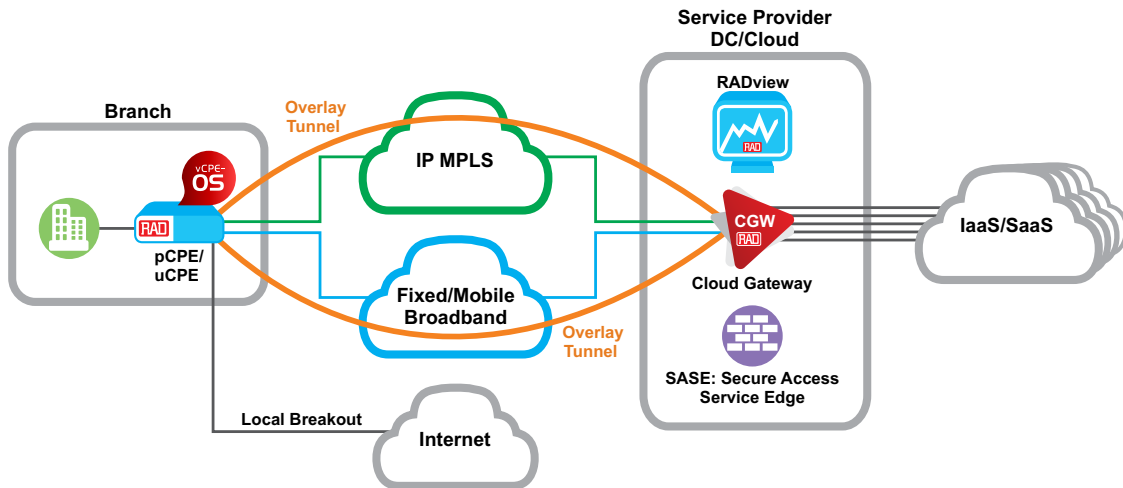 Service Provider
DC/Cloud
RADview
RAD
Branch
Overlay
Tunnel
IP MPLS
vCPE-
OS
RAD
pCPE/
uCPE
CGW
RAD
Cloud Gateway
IaaS/SaaS
Fixed/Mobile
Broadband
Overlay
Tunnel
SASE: Secure Access
Service Edge
Local Breakout
Internet